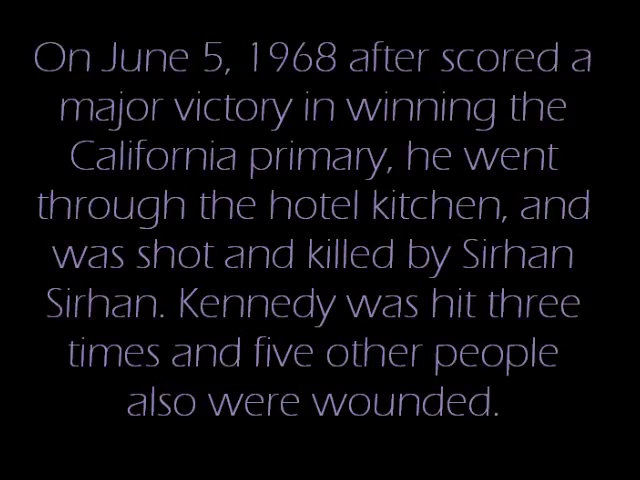 On June 5, 1968 after scored a
major victory in winning the
California primary, he went
through the hotel kitchen, and
was shot and killed by Sirhan
Sirhan. Kennedy was hit three
times and five other people
also were wounded.